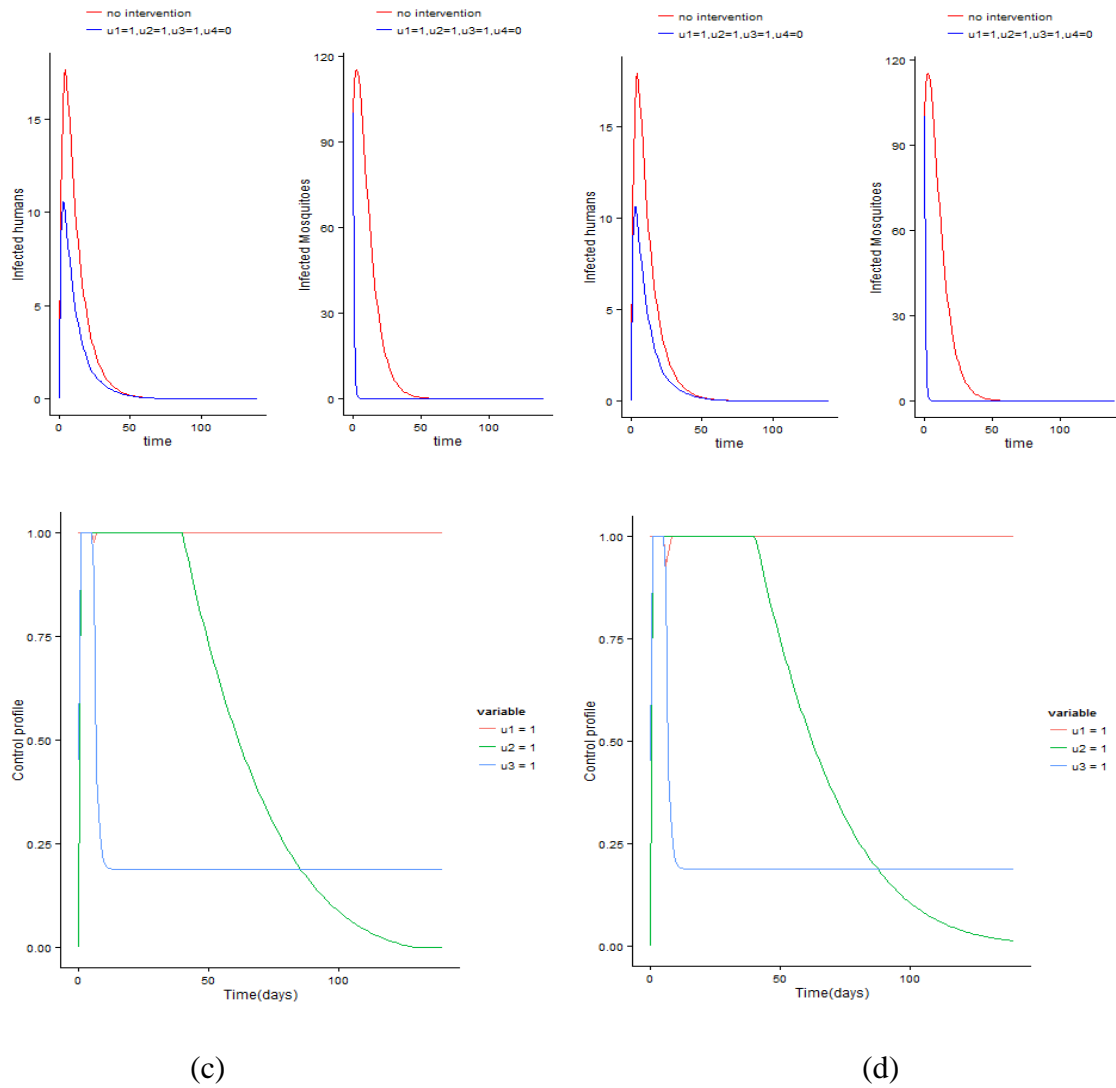 no intervention
u1=1,u2=1,u3=1,u4=0
no intervention
u1=1,u2=1,u3=1,u4=0
no intervention
u1=1,u2=1,u3=1,u4=0
no intervention
u1=1,u2=1,u3=1,u4=0
Infected humans
15
10
5
0
0
100
time
Infected Mosquitoes
120
90
60
30
0
0
50
100
time
Infected humans
15
10
5
0
0
100
time
Infected Mosquitoes
120
90
60
30
0
0
50
100
time
Control profile
1.00
0.75
0.50
0.25
0.00
0
50
100
Time(days)
variable
u1 = 1
u2 = 1
u3 = 1
Control profile
1.00
0.75
0.50
0.25
0.00
0
50
100
Time(days)
variable
u1 = 1
u2 = 1
u3 = 1
(c)
(d)